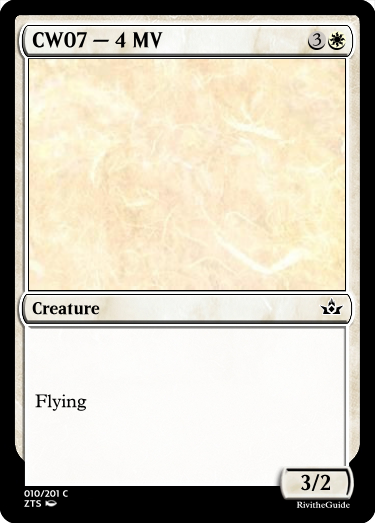 CW07 — 4 MV 3
Creature
Flying
3/2
010/201 C
ZTS
RivitheGuide